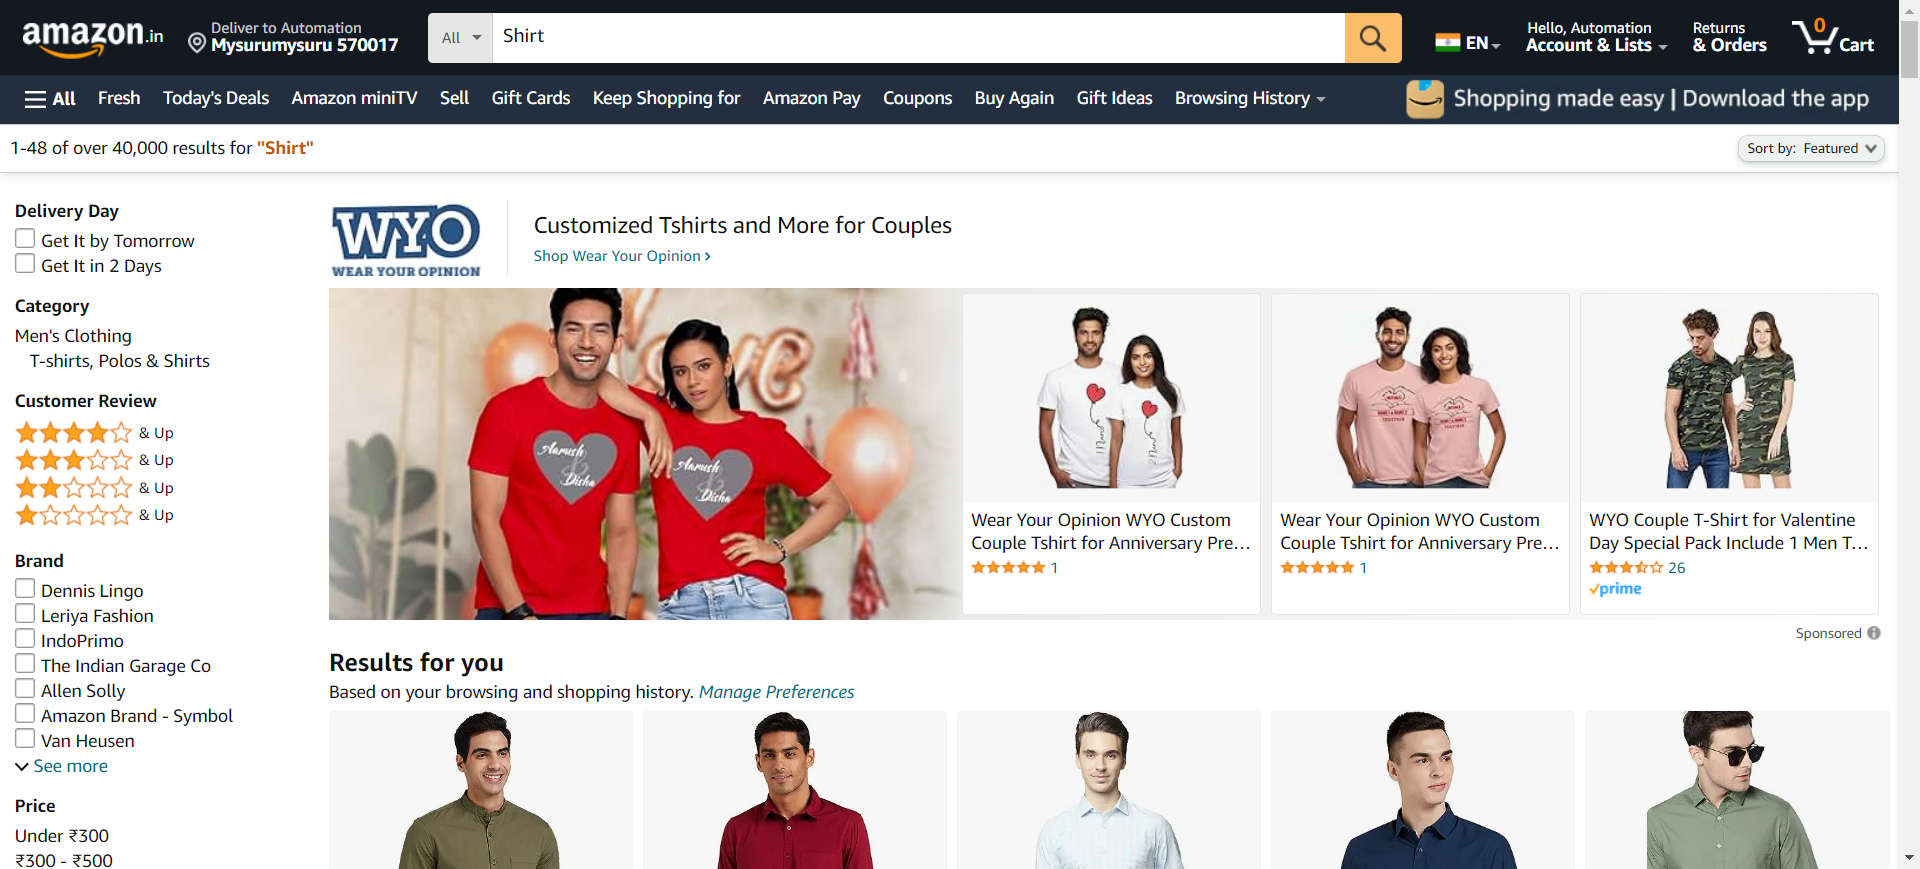 amazon.in
Deliver to Automation
Mysurumysuru 570017
All
Shirt
EN
Hello, Automation
Account & Lists
Returns
& Orders
0
Cart
All
Fresh
Today's Deals
Amazon miniTV
Sell
Gift Cards
Keep Shopping for
Amazon Pay
Coupons
Buy Again
Gift Ideas
Browsing History
Shopping made easy | Download the app
1-48 of over 40,000 results for "Shirt"
Sort by: Featured
Delivery Day
Get It by Tomorrow
Get It in 2 Days
Category
Men's Clothing
T-shirts, Polos & Shirts
Customer Review
& Up
& Up
& Up
& Up
Brand
Dennis Lingo
Leriya Fashion
IndoPrimo
The Indian Garage Co
Allen Solly
Amazon Brand - Symbol
Van Heusen
See more
Price
Under ₹300
₹300 - ₹500
WYO
WEAR YOUR OPINION
Customized Tshirts and More for Couples
Shop Wear Your Opinion ›
Love
Aarush
&
Disha
Aarush
&
Disha
Wear Your Opinion WYO Custom
Couple Tshirt for Anniversary Pre...
1
Wear Your Opinion WYO Custom
Couple Tshirt for Anniversary Pre...
1
WYO Couple T-Shirt for Valentine
Day Special Pack Include 1 Men T...
26
prime
Sponsored
Results for you
Based on your browsing and shopping history. Manage Preferences